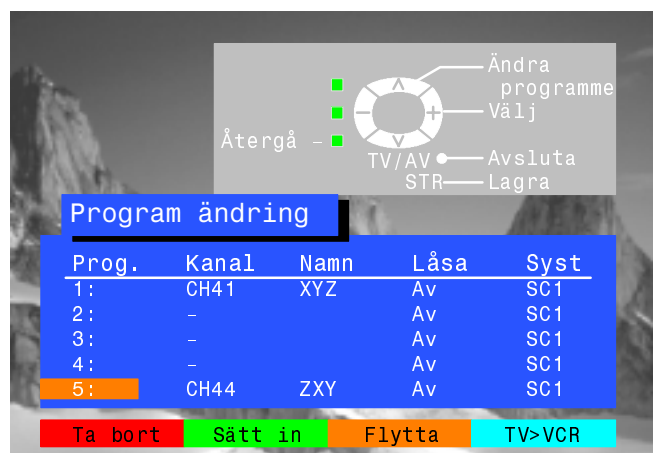 Ändra
programme
Välj
Återgå –
TV/AV Avsluta
STR Lagra
Program ändring
Prog. Kanal Namn Låsa Syst
1: CH41 XYZ Av SC1
2: – Av SC1
3: – Av SC1
4: – Av SC1
5: CH44 ZXY Av SC1
Ta bort Sätt in Flytta TV>VCR